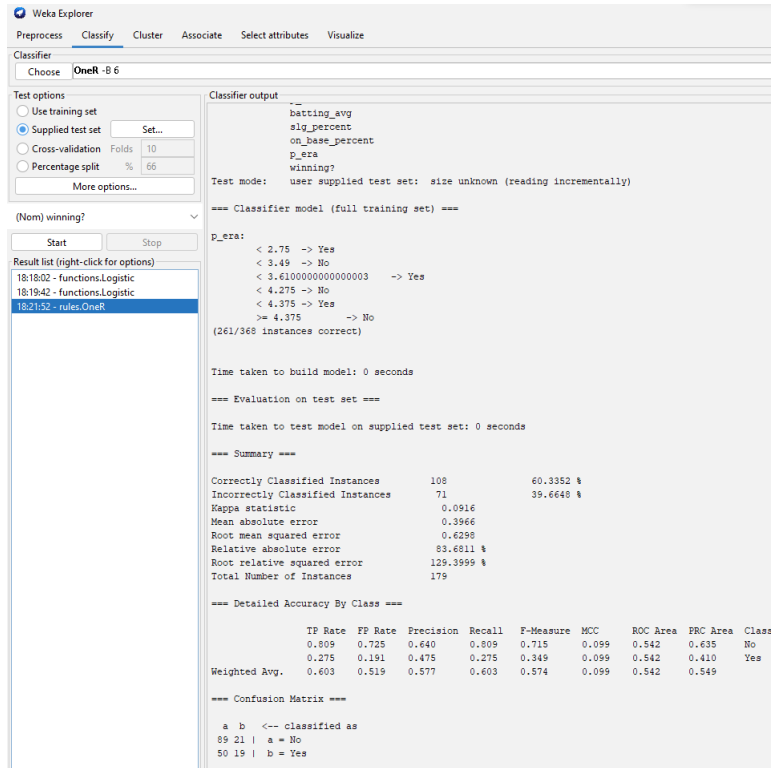 Weka Explorer
Preprocess Classify Cluster Associate Select attributes Visualize
Classifier
Choose OneR -B 6
Test options
Use training set
Supplied test set Set...
Cross-validation Folds 10
Percentage split % 66
More options...
(Nom) winning?
Start Stop
Result list (right-click for options)
18:18:02 - functions.Logistic
18:19:42 - functions.Logistic
18:21:52 - rules.OneR
Classifier output
batting_avg
slg_percent
on_base_percent
p_era
winning?
Test mode: user supplied test set: size unknown (reading incrementally)
=== Classifier model (full training set) ===
p_era:
< 2.75 -> Yes
< 3.49 -> No
< 3.6100000000000003 -> Yes
< 4.275 -> No
< 4.375 -> Yes
>= 4.375 -> No
(261/368 instances correct)
Time taken to build model: 0 seconds
=== Evaluation on test set ===
Time taken to test model on supplied test set: 0 seconds
=== Summary ===
Correctly Classified Instances 108 60.3352 %
Incorrectly Classified Instances 71 39.6648 %
Kappa statistic 0.0916
Mean absolute error 0.3966
Root mean squared error 0.6298
Relative absolute error 83.6811 %
Root relative squared error 129.3999 %
Total Number of Instances 179
=== Detailed Accuracy By Class ===
TP Rate FP Rate Precision Recall F-Measure MCC ROC Area PRC Area Class
0.809 0.725 0.640 0.809 0.715 0.099 0.542 0.635 No
0.275 0.191 0.475 0.275 0.349 0.099 0.542 0.410 Yes
Weighted Avg. 0.603 0.519 0.577 0.603 0.574 0.099 0.542 0.549
=== Confusion Matrix ===
a b <-- classified as
89 21 | a = No
50 19 | b = Yes